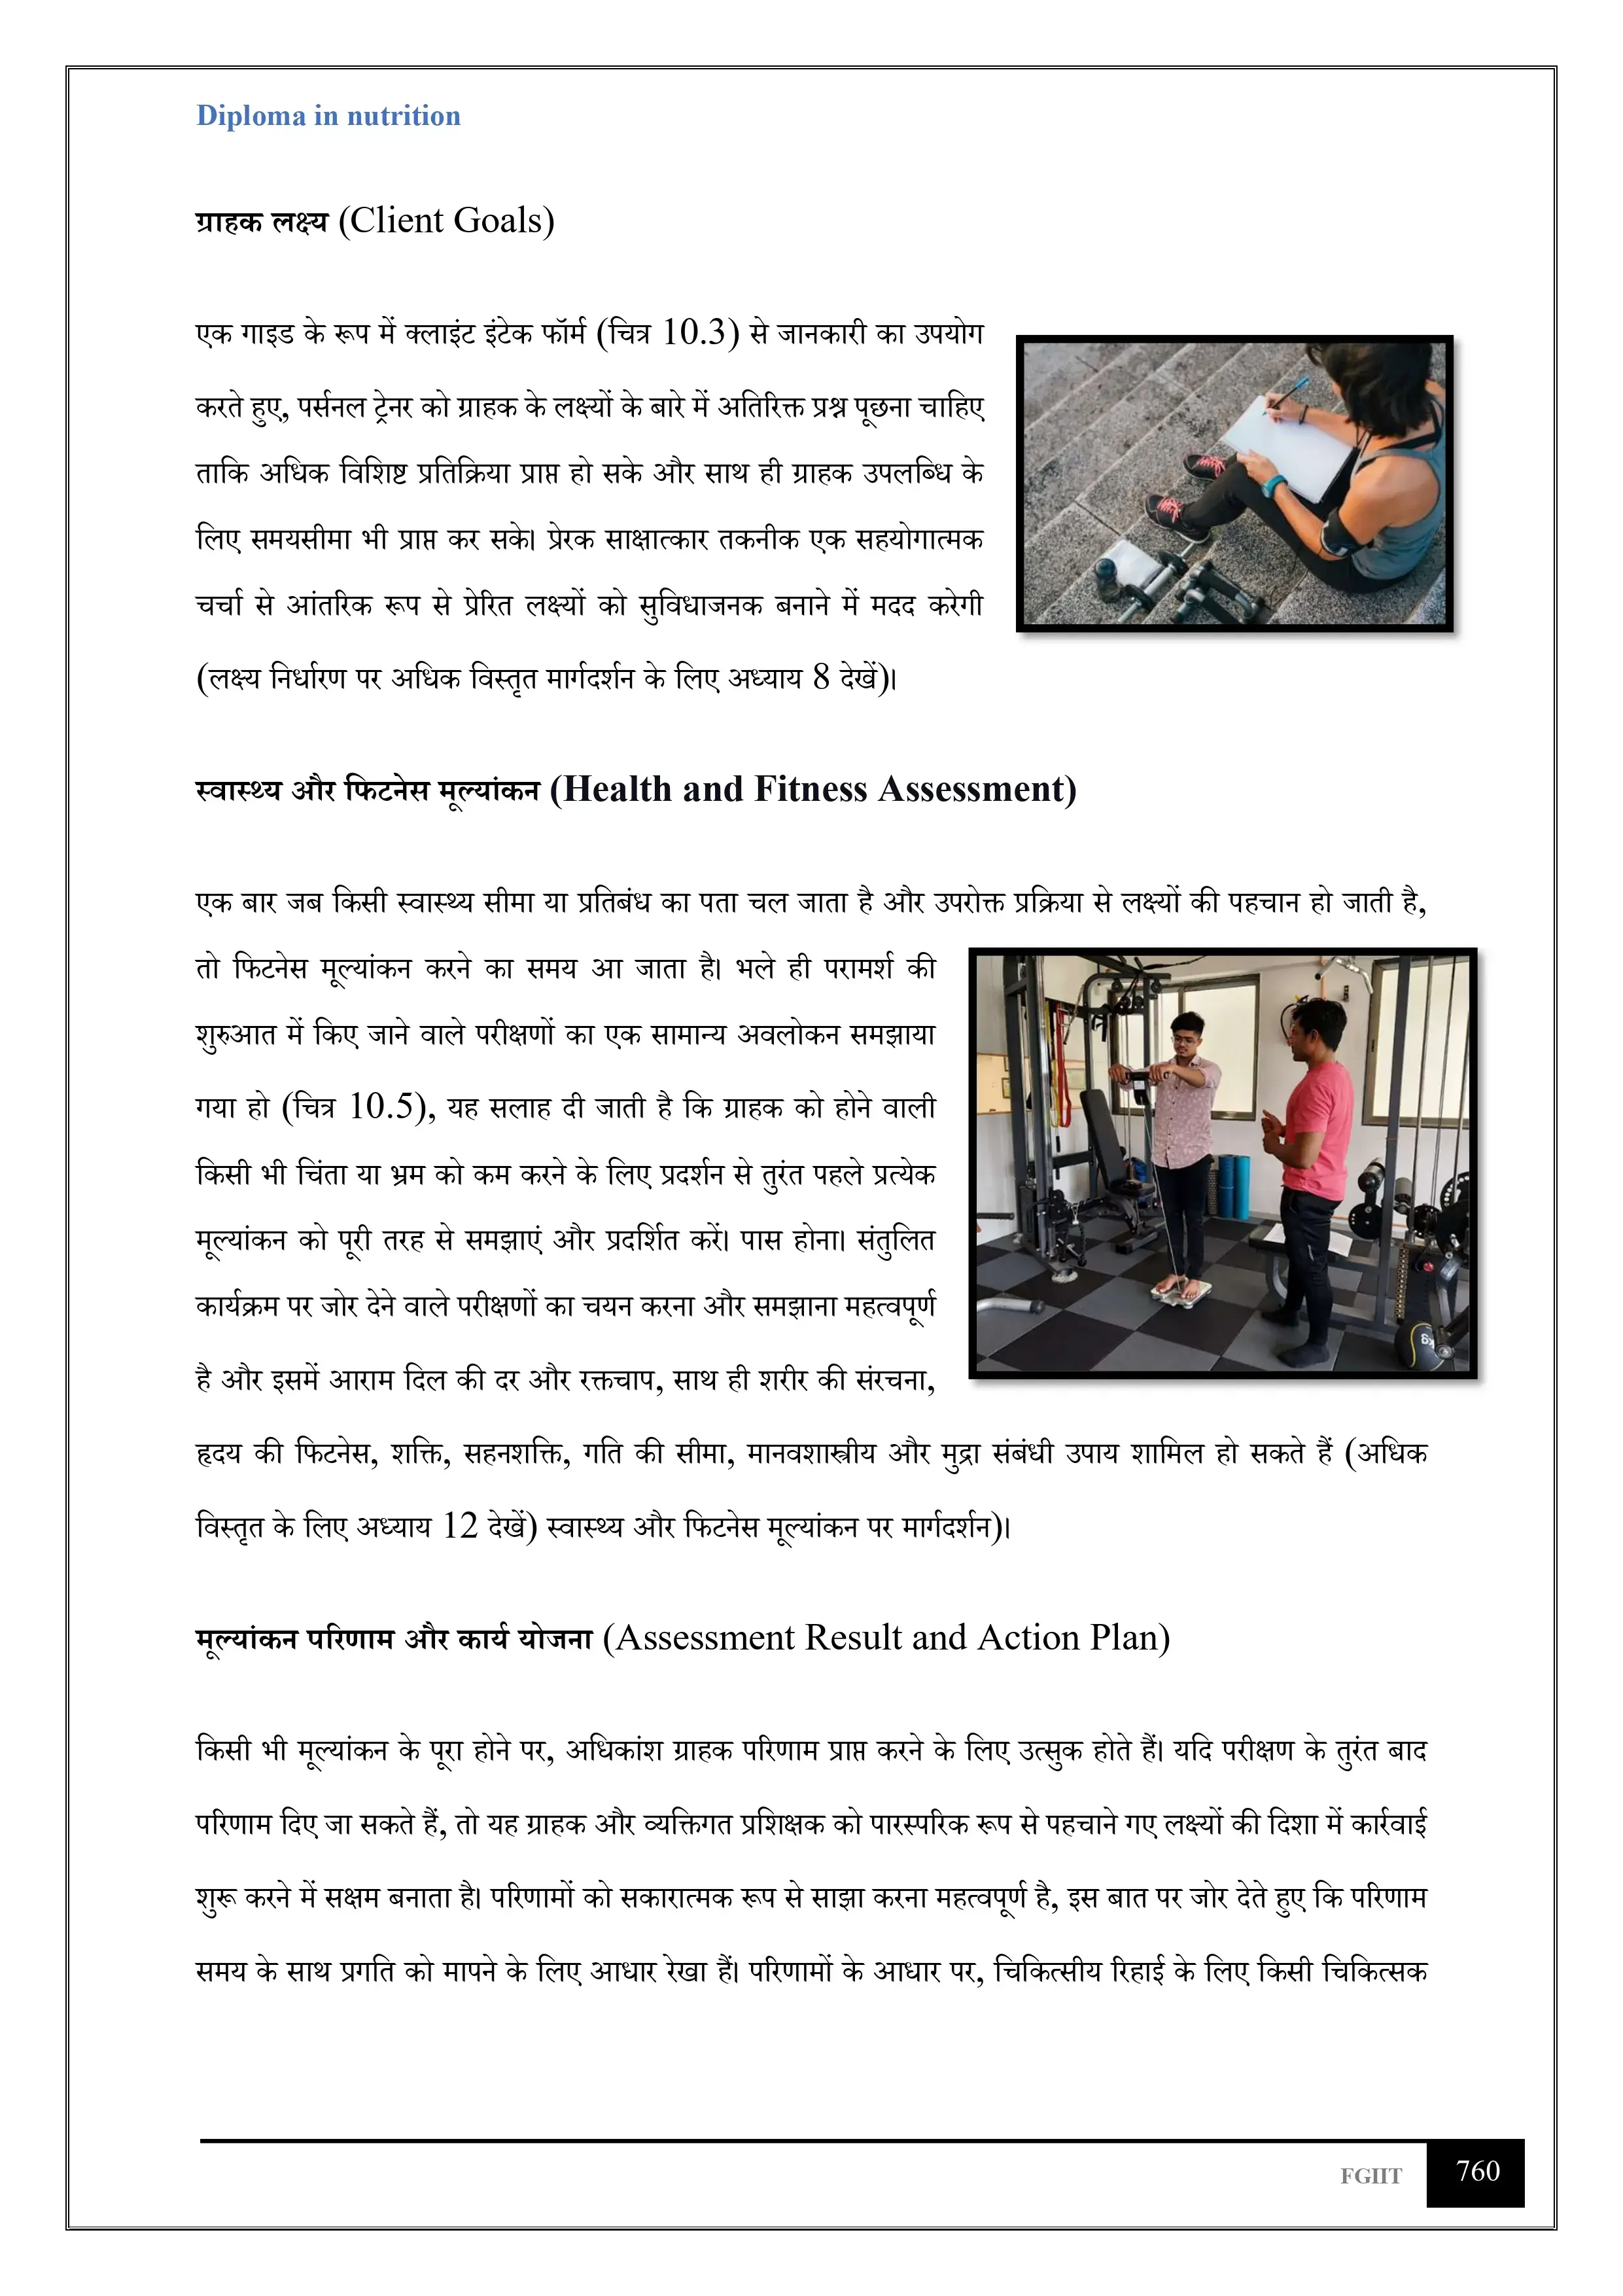 Diploma in nutrition
ग्राहक लक्ष्य (Client Goals)
एक गाइड के रूप में क्लाइंट इंटेक फॉर्म (चित्र 10.3) से जानकारी का उपयोग
करते हुए, पर्सनल ट्रेनर को ग्राहक के लक्ष्यों के बारे में अतिरिक्त प्रश्न पूछना चाहिए
ताकि अधिक विशिष्ट प्रतिक्रिया प्राप्त हो सके और साथ ही ग्राहक उपलब्धि के
लिए समयसीमा भी प्राप्त कर सके। प्रेरक साक्षात्कार तकनीक एक सहयोगात्मक
चर्चा से आंतरिक रूप से प्रेरित लक्ष्यों को सुविधाजनक बनाने में मदद करेगी
(लक्ष्य निर्धारण पर अधिक विस्तृत मार्गदर्शन के लिए अध्याय 8 देखें)।
स्वास्थ्य और फिटनेस मूल्यांकन (Health and Fitness Assessment)
एक बार जब किसी स्वास्थ्य सीमा या प्रतिबंध का पता चल जाता है और उपरोक्त प्रक्रिया से लक्ष्यों की पहचान हो जाती है,
तो फिटनेस मूल्यांकन करने का समय आ जाता है। भले ही परामर्श की
शुरुआत में किए जाने वाले परीक्षणों का एक सामान्य अवलोकन समझाया
गया हो (चित्र 10.5), यह सलाह दी जाती है कि ग्राहक को होने वाली
किसी भी चिंता या भ्रम को कम करने के लिए प्रदर्शन से तुरंत पहले प्रत्येक
मूल्यांकन को पूरी तरह से समझाएं और प्रदर्शित करें। पास होना। संतुलित
कार्यक्रम पर जोर देने वाले परीक्षणों का चयन करना और समझाना महत्वपूर्ण
है और इसमें आराम दिल की दर और रक्तचाप, साथ ही शरीर की संरचना,
हृदय की फिटनेस, शक्ति, सहनशक्ति, गति की सीमा, मानवशास्त्रीय और मुद्रा संबंधी उपाय शामिल हो सकते हैं (अधिक
विस्तृत के लिए अध्याय 12 देखें) स्वास्थ्य और फिटनेस मूल्यांकन पर मार्गदर्शन)।
मूल्यांकन परिणाम और कार्य योजना (Assessment Result and Action Plan)
किसी भी मूल्यांकन के पूरा होने पर, अधिकांश ग्राहक परिणाम प्राप्त करने के लिए उत्सुक होते हैं। यदि परीक्षण के तुरंत बाद
परिणाम दिए जा सकते हैं, तो यह ग्राहक और व्यक्तिगत प्रशिक्षक को पारस्परिक रूप से पहचाने गए लक्ष्यों की दिशा में कार्रवाई
शुरू करने में सक्षम बनाता है। परिणामों को सकारात्मक रूप से साझा करना महत्वपूर्ण है, इस बात पर जोर देते हुए कि परिणाम
समय के साथ प्रगति को मापने के लिए आधार रेखा हैं। परिणामों के आधार पर, चिकित्सीय रिहाई के लिए किसी चिकित्सक
FGIIT 760